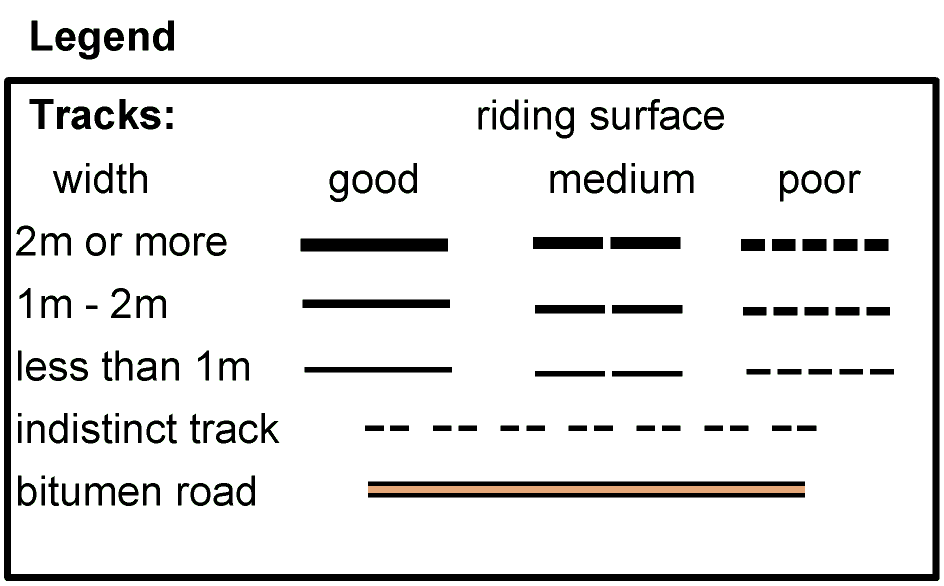 Legend
Tracks: riding surface
width good medium poor
2m or more
1m - 2m
less than 1m
indistinct track
bitumen road